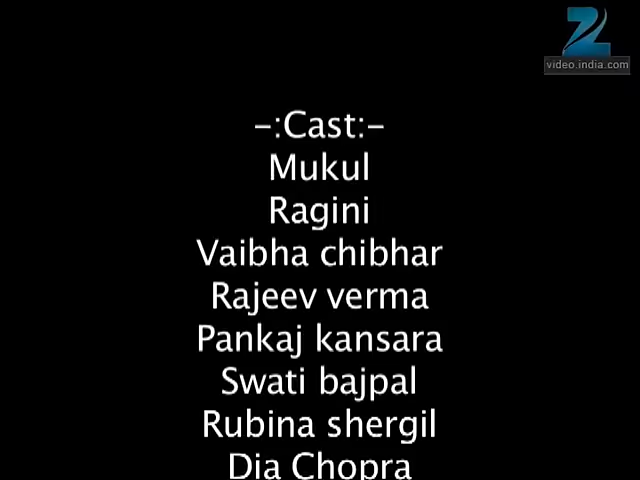 Z
video.india.com
-:Cast:-
Mukul
Ragini
Vaibha chibhar
Rajeev verma
Pankaj kansara
Swati bajpal
Rubina shergil
Dia Chopra